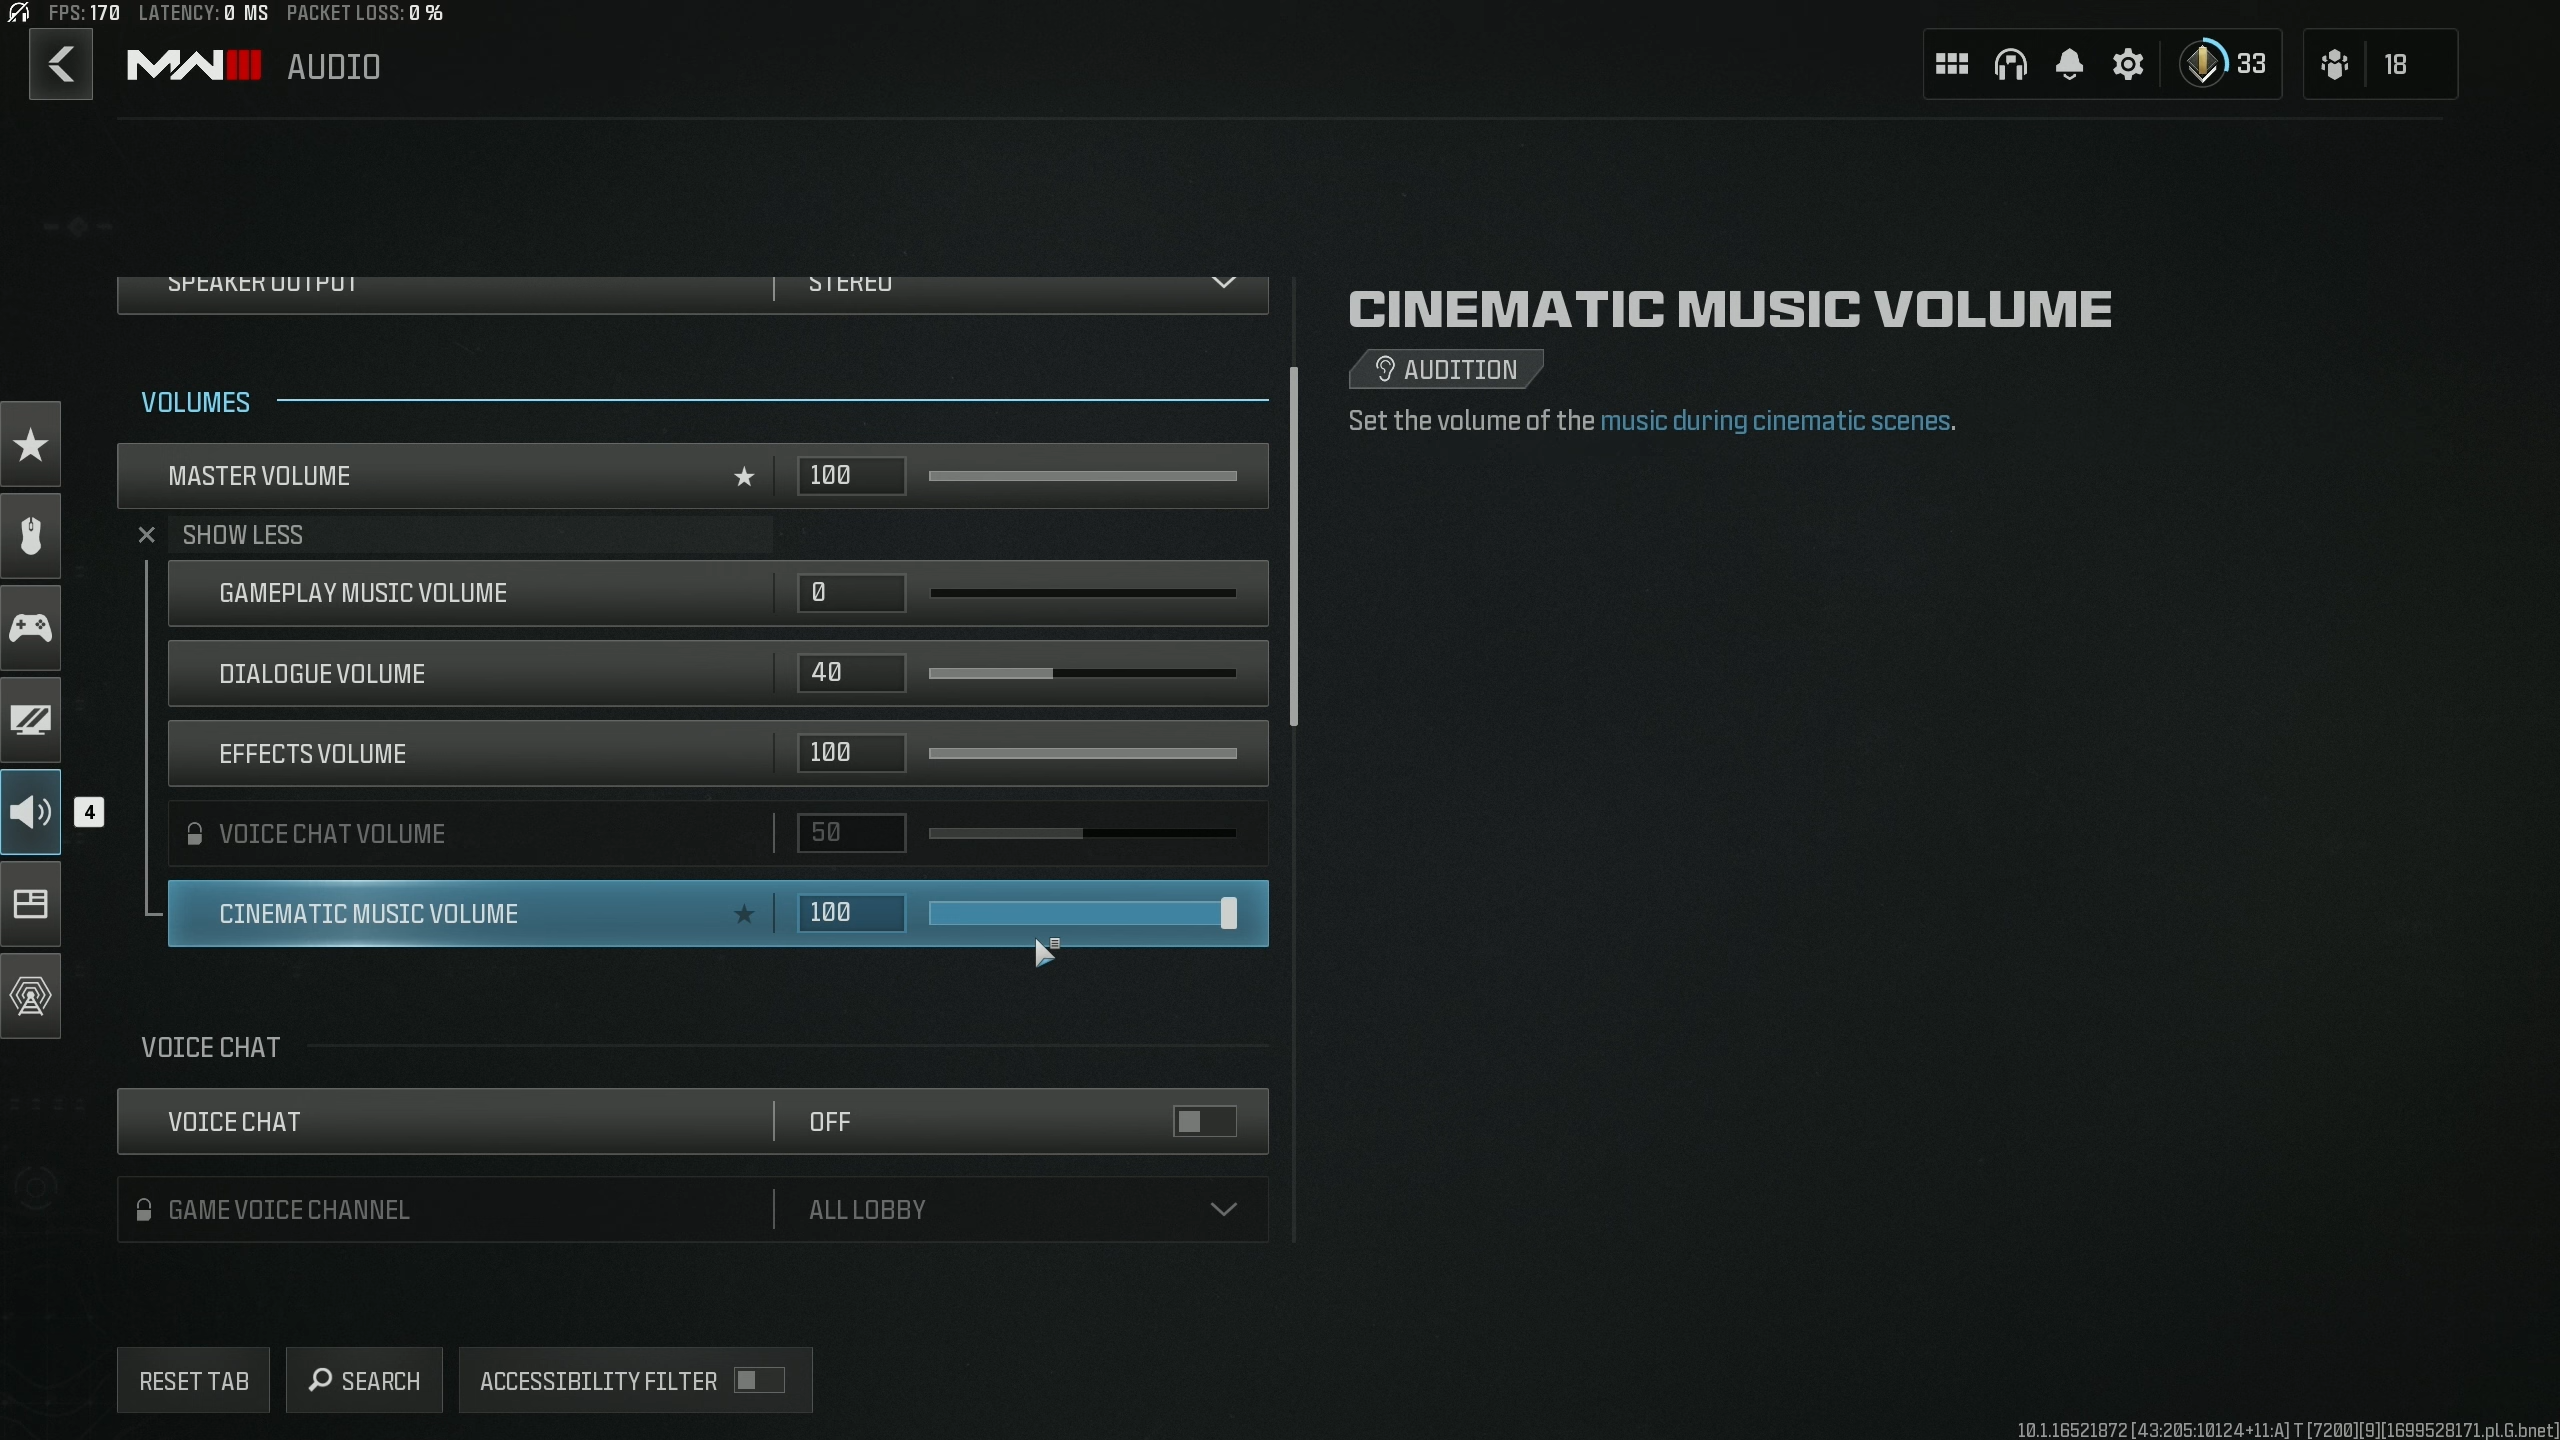 FPS: 170 LATENCY: 0 MS PACKET LOSS: 0 %
MWIII AUDIO
33
18
SPEAKER OUTPUT STEREO
VOLUMES
MASTER VOLUME 100
SHOW LESS
GAMEPLAY MUSIC VOLUME 0
DIALOGUE VOLUME 40
EFFECTS VOLUME 100
4
VOICE CHAT VOLUME 50
CINEMATIC MUSIC VOLUME 100
VOICE CHAT
VOICE CHAT OFF
GAME VOICE CHANNEL ALL LOBBY
CINEMATIC MUSIC VOLUME
AUDITION
Set the volume of the music during cinematic scenes.
RESET TAB SEARCH ACCESSIBILITY FILTER
10.1.16521872 [43:205:10124+11:A] T [7200][9][1699528171.pl.G.bnet]